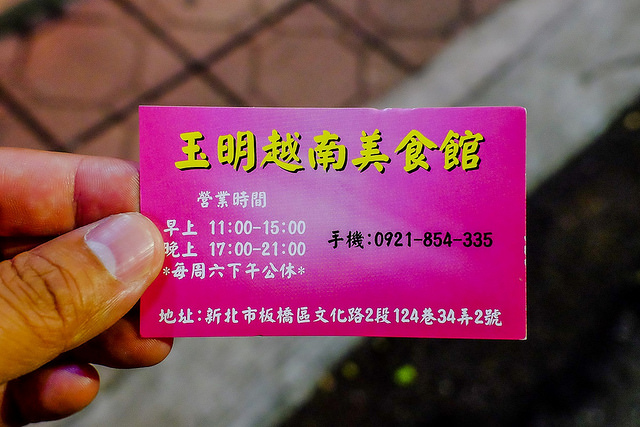 玉明越南美食館
營業時間
早上 11:00-15:00
晚上 17:00-21:00
*每周六下午公休*
手機:0921-854-335
地址:新北市板橋區文化路2段124巷34弄2號